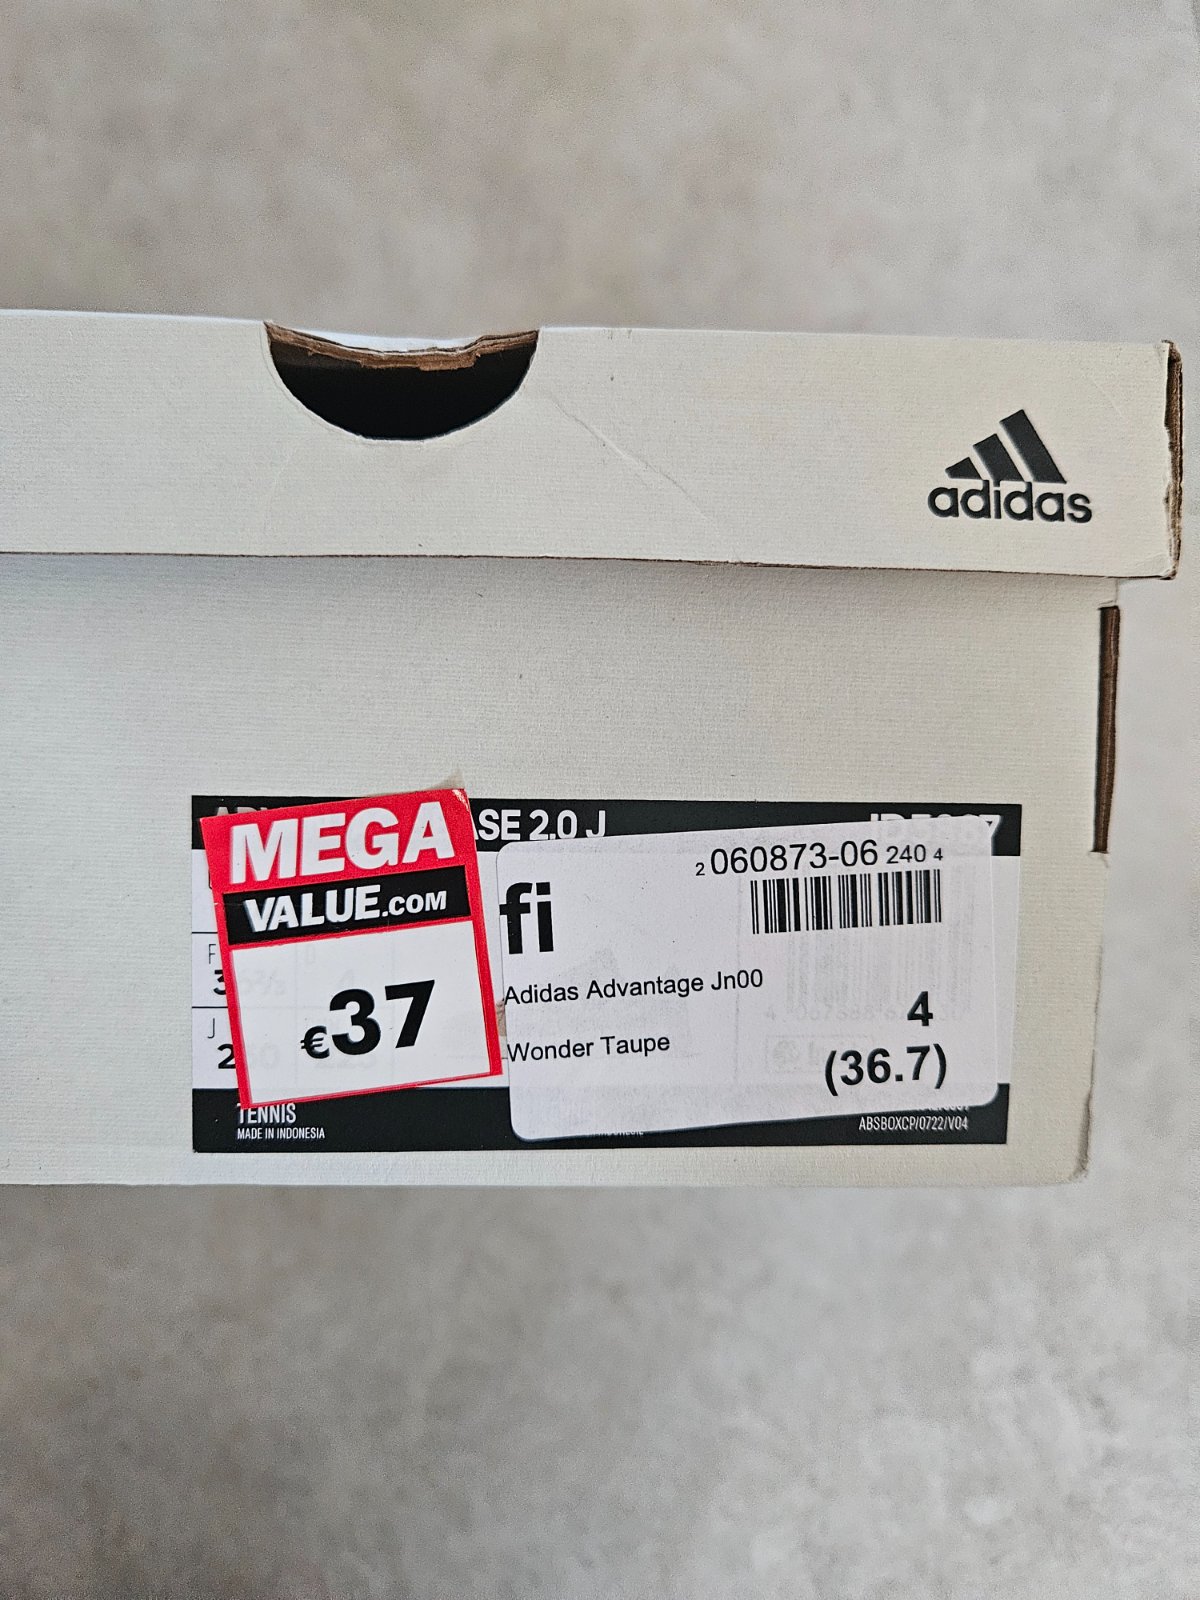 adidas
ASE 2.0 J
MEGA
VALUE.COM
€37
2 060873-06 240 4
fi
Adidas Advantage Jn00
4
Wonder Taupe
(36.7)
F
J
TENNIS
MADE IN INDONESIA
ABSBOXCP/0722/V04